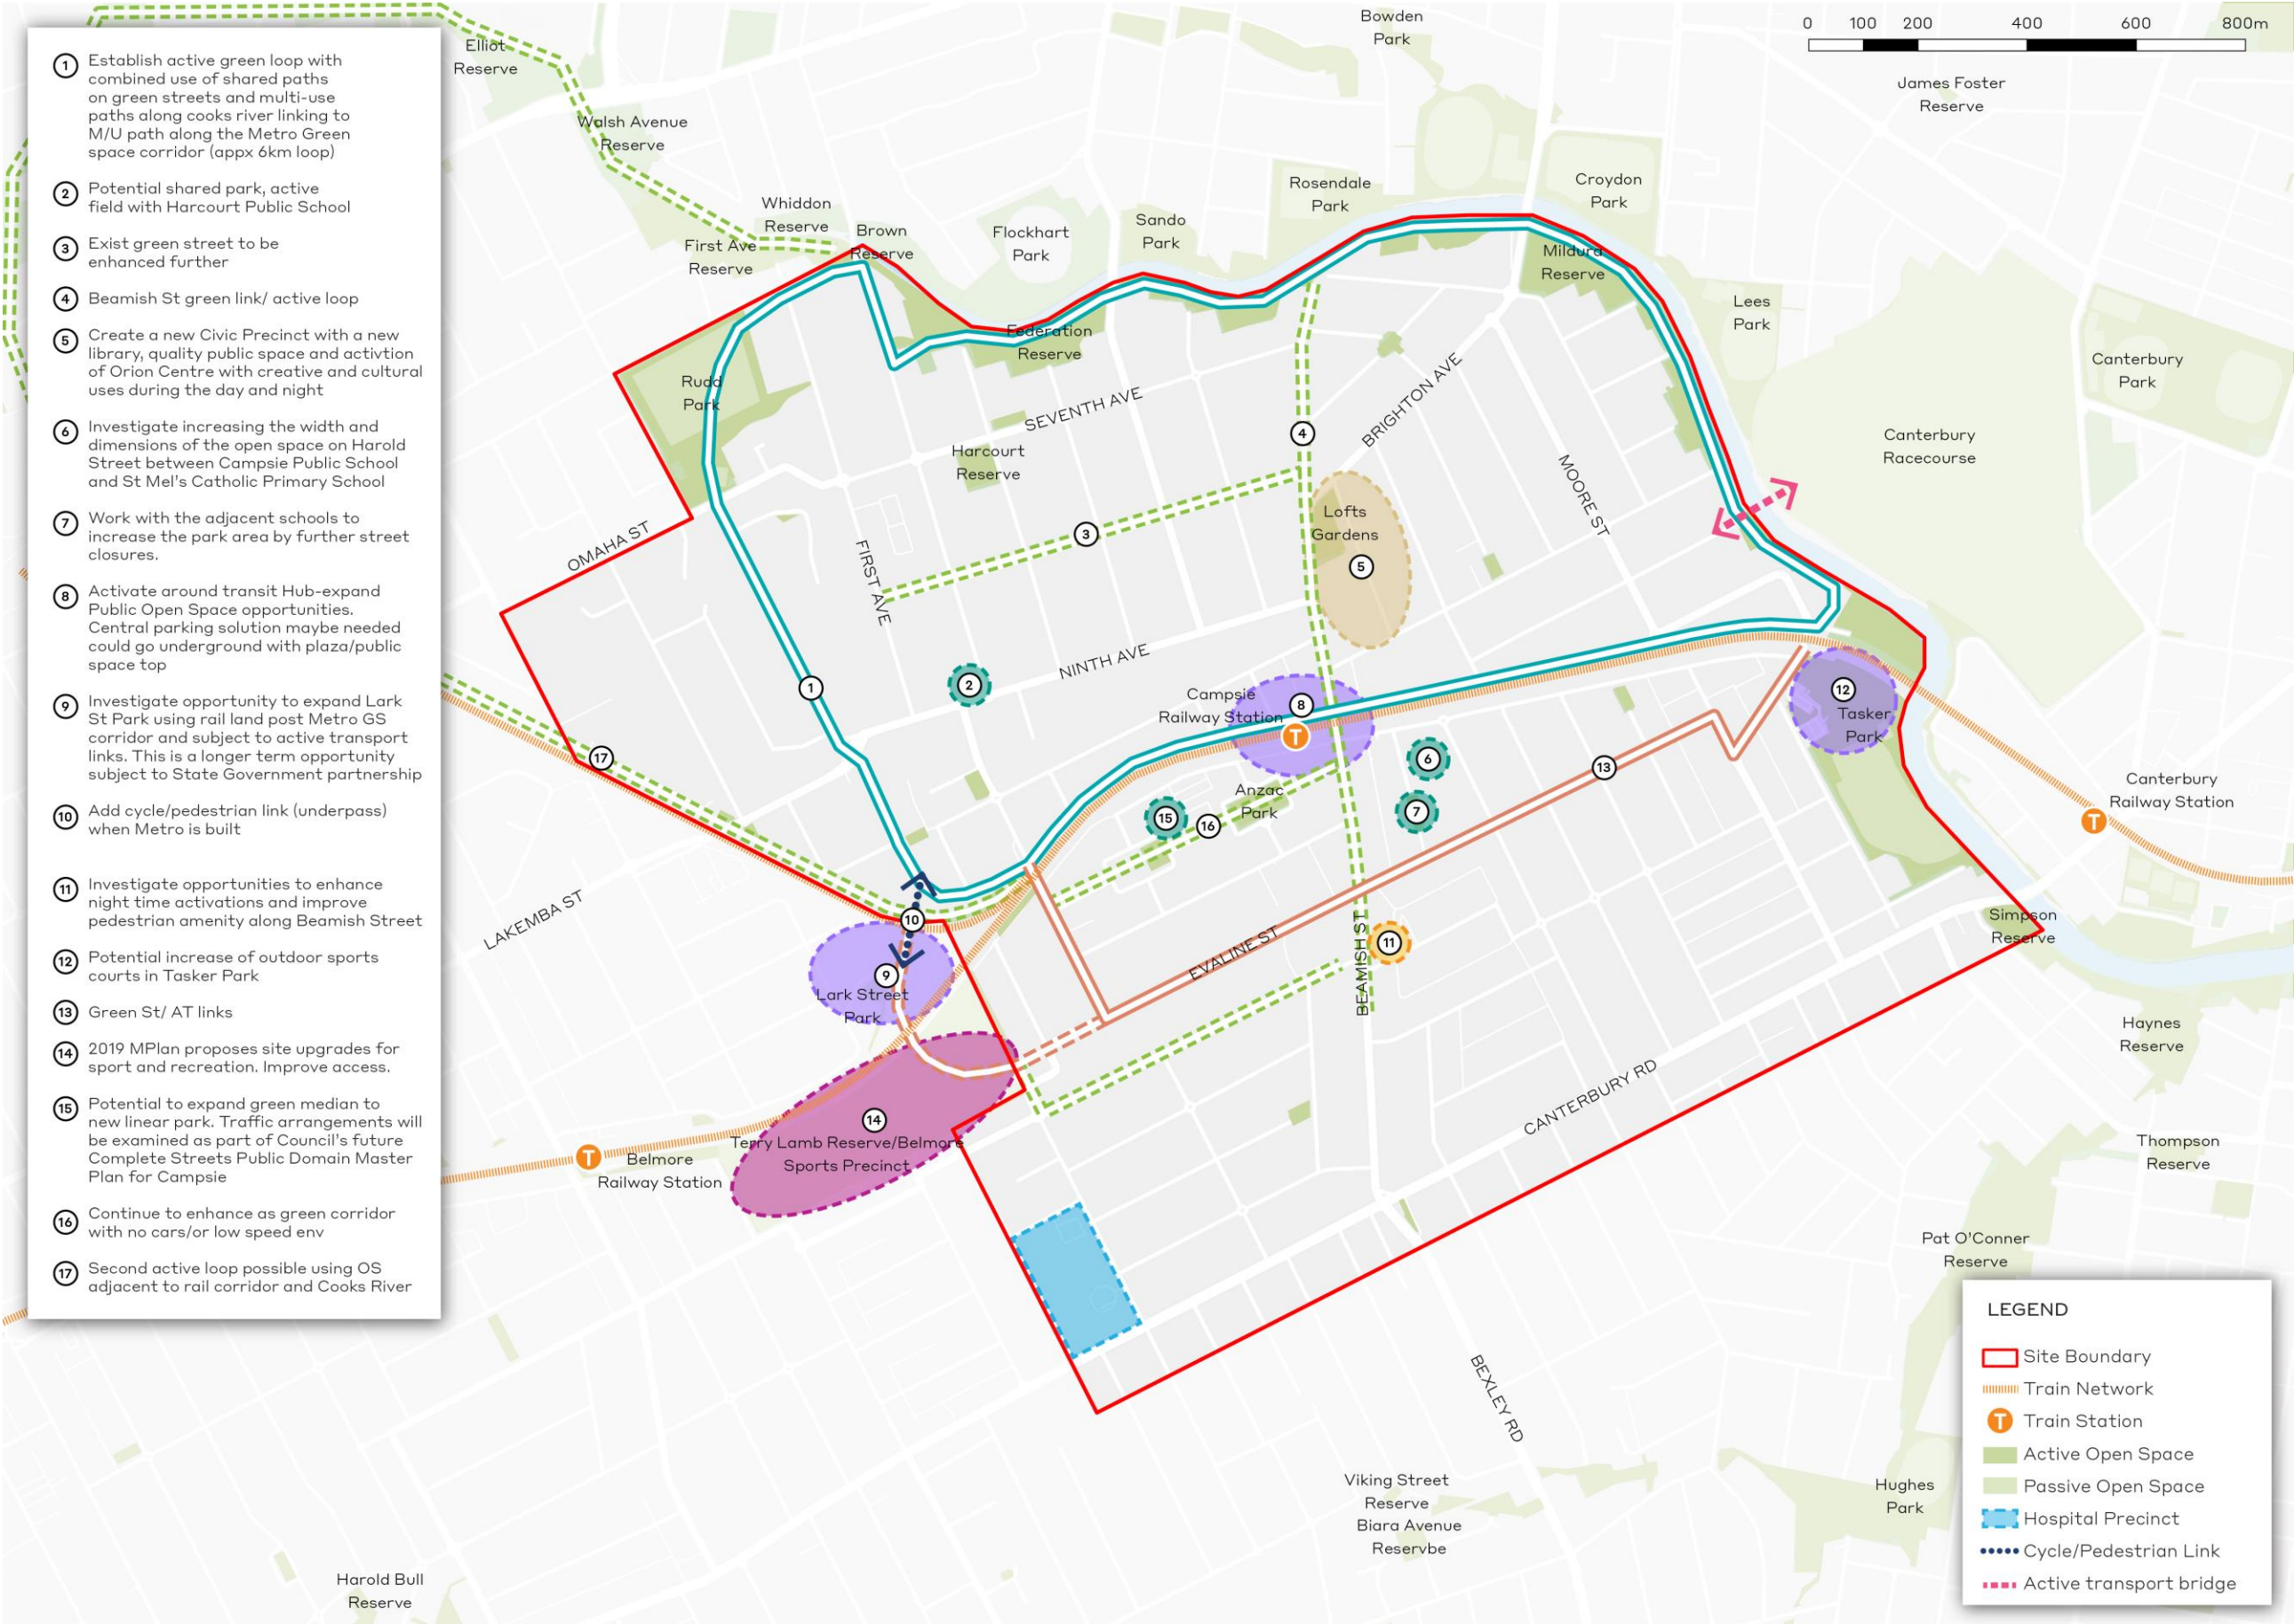 1
Establish active green loop with
combined use of shared paths
on green streets and multi-use
paths along cooks river linking to
M/U path along the Metro Green
space corridor (appx 6km loop)
2
Potential shared park, active
field with Harcourt Public School
3
Exist green street to be
enhanced further
4
Beamish St green link/ active loop
5
Create a new Civic Precinct with a new
library, quality public space and activtion
of Orion Centre with creative and cultural
uses during the day and night
6
Investigate increasing the width and
dimensions of the open space on Harold
Street between Campsie Public School
and St Mel's Catholic Primary School
7
Work with the adjacent schools to
increase the park area by further street
closures.
8
Activate around transit Hub-expand
Public Open Space opportunities.
Central parking solution maybe needed
could go underground with plaza/public
space top
9
Investigate opportunity to expand Lark
St Park using rail land post Metro GS
corridor and subject to active transport
links. This is a longer term opportunity
subject to State Government partnership
10
Add cycle/pedestrian link (underpass)
when Metro is built
11
Investigate opportunities to enhance
night time activations and improve
pedestrian amenity along Beamish Street
12
Potential increase of outdoor sports
courts in Tasker Park
13
Green St/ AT links
14
2019 MPlan proposes site upgrades for
sport and recreation. Improve access.
15
Potential to expand green median to
new linear park. Traffic arrangements will
be examined as part of Council's future
Complete Streets Public Domain Master
Plan for Campsie
16
Continue to enhance as green corridor
with no cars/or low speed env
17
Second active loop possible using OS
adjacent to rail corridor and Cooks River
0 100 200 400 600 800m
Bowden
Park
Elliot
Reserve
James Foster
Reserve
Walsh Avenue
Reserve
Rosendale
Park
Croydon
Park
Whiddon
Reserve
First Ave
Reserve
Brown
Reserve
Flockhart
Park
Sando
Park
Mildura
Reserve
Lees
Park
Federation
Reserve
Canterbury
Park
Rudd
Park
SEVENTH AVE
BRIGHTON AVE
4
Canterbury
Racecourse
Harcourt
Reserve
MOORE ST
Lofts
Gardens
5
3
OMAHA ST
FIRST AVE
NINTH AVE
1
2
Campsie
Railway Station
8
T
12
Tasker
Park
17
6
13
Anzac
Park
7
15
16
Canterbury
Railway Station
T
LAKEMBA ST
10
9
Lark Street
Park
EVALINE ST
BEAMISH ST
11
Simpson
Reserve
Haynes
Reserve
CANTERBURY RD
14
Terry Lamb Reserve/Belmore
Sports Precinct
T
Belmore
Railway Station
Thompson
Reserve
Pat O'Conner
Reserve
BEXLEY RD
Viking Street
Reserve
Biara Avenue
Reservbe
Hughes
Park
Harold Bull
Reserve
LEGEND
Site Boundary
Train Network
T Train Station
Active Open Space
Passive Open Space
Hospital Precinct
Cycle/Pedestrian Link
Active transport bridge